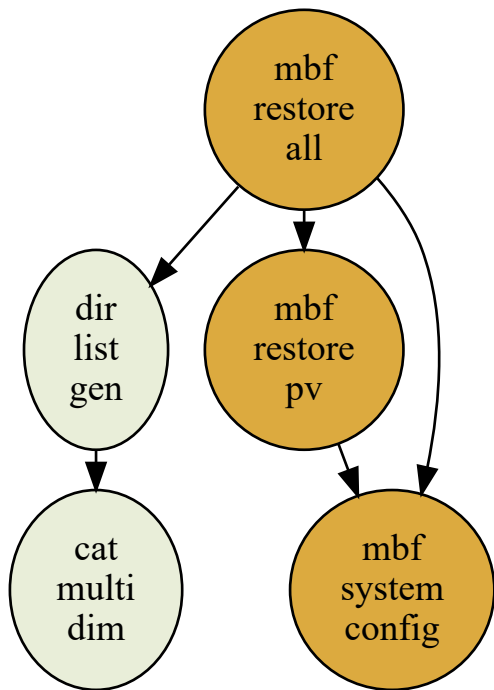 mbf
restore
all
dir
list
gen
mbf
restore
pv
cat
multi
dim
mbf
system
config